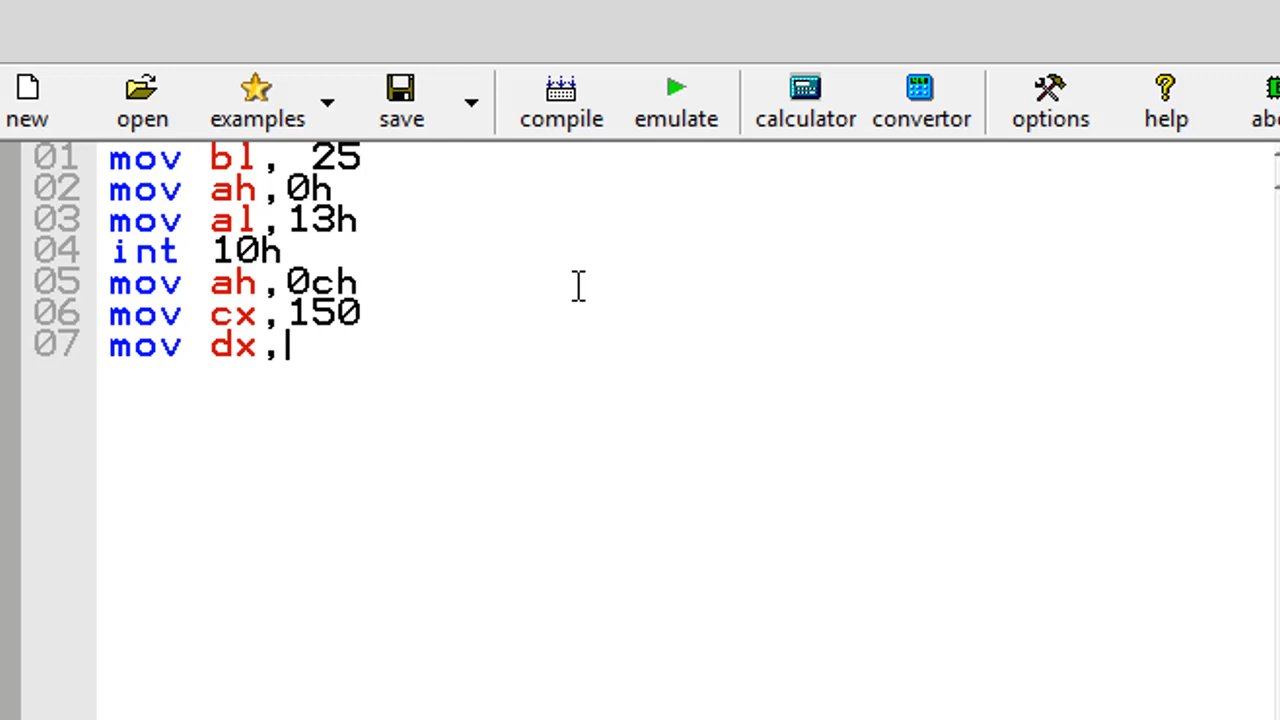 new open examples save compile emulate calculator convertor options help
01 mov bl, 25
02 mov ah,0h
03 mov al,13h
04 int 10h
05 mov ah,0ch
06 mov cx,150
07 mov dx,